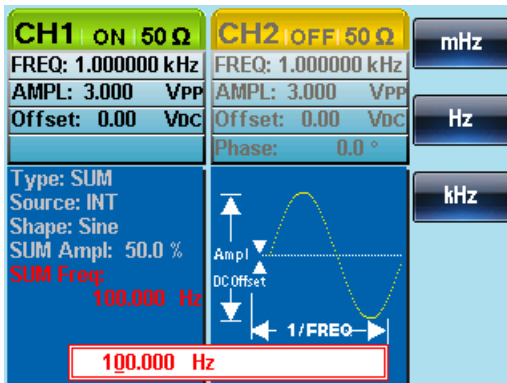 CH1 ON 50 Ω
FREQ: 1.000000 kHz
AMPL: 3.000 VPP
Offset: 0.00 VDC
CH2 OFF 50 Ω
FREQ: 1.000000 kHz
AMPL: 3.000 VPP
Offset: 0.00 VDC
Phase: 0.0 °
mHz
Hz
kHz
Type: SUM
Source: INT
Shape: Sine
SUM Ampl: 50.0 %
SUM Freq:
100.000 Hz
Ampl
DC Offset
1/FREQ
100.000 Hz